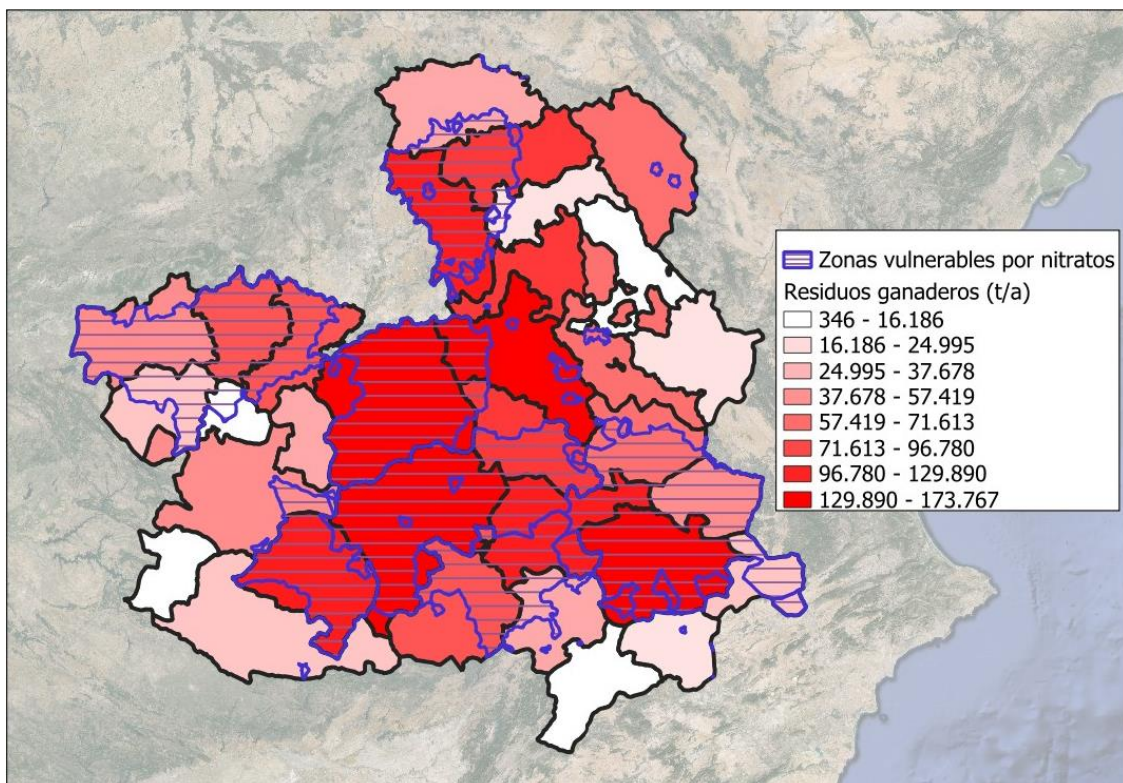 Zonas vulnerables por nitratos
Residuos ganaderos (t/a)
346 - 16.186
16.186 - 24.995
24.995 - 37.678
37.678 - 57.419
57.419 - 71.613
71.613 - 96.780
96.780 - 129.890
129.890 - 173.767